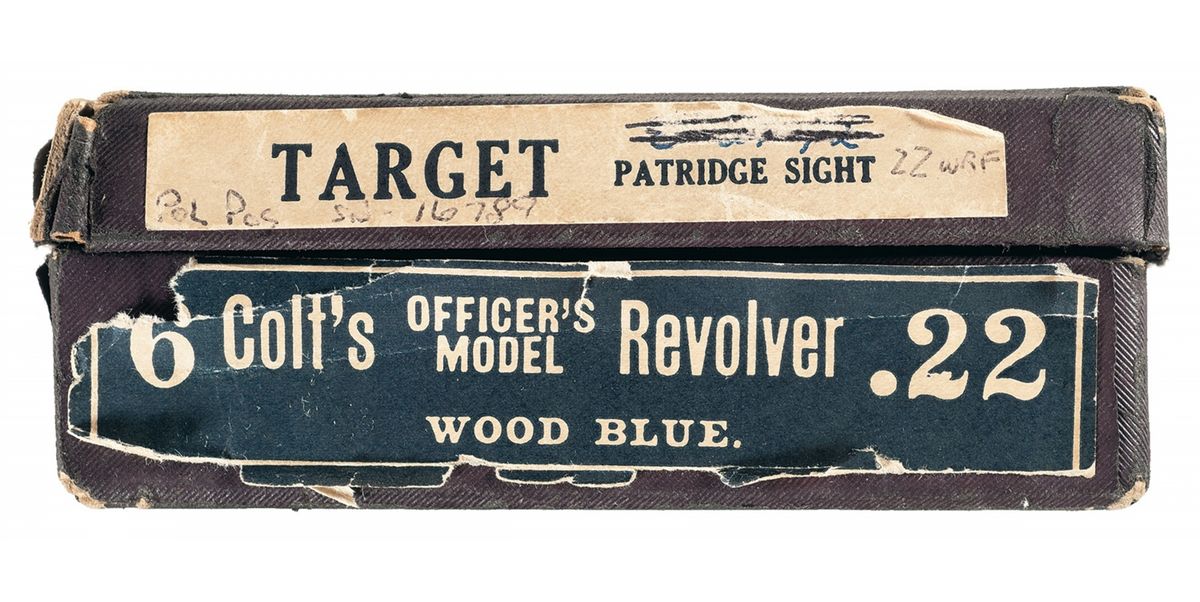 TARGET
PATRIDGE SIGHT 22 WRF
Pol Pos SN - 16789
6 Colt's OFFICER'S MODEL Revolver .22
WOOD BLUE.